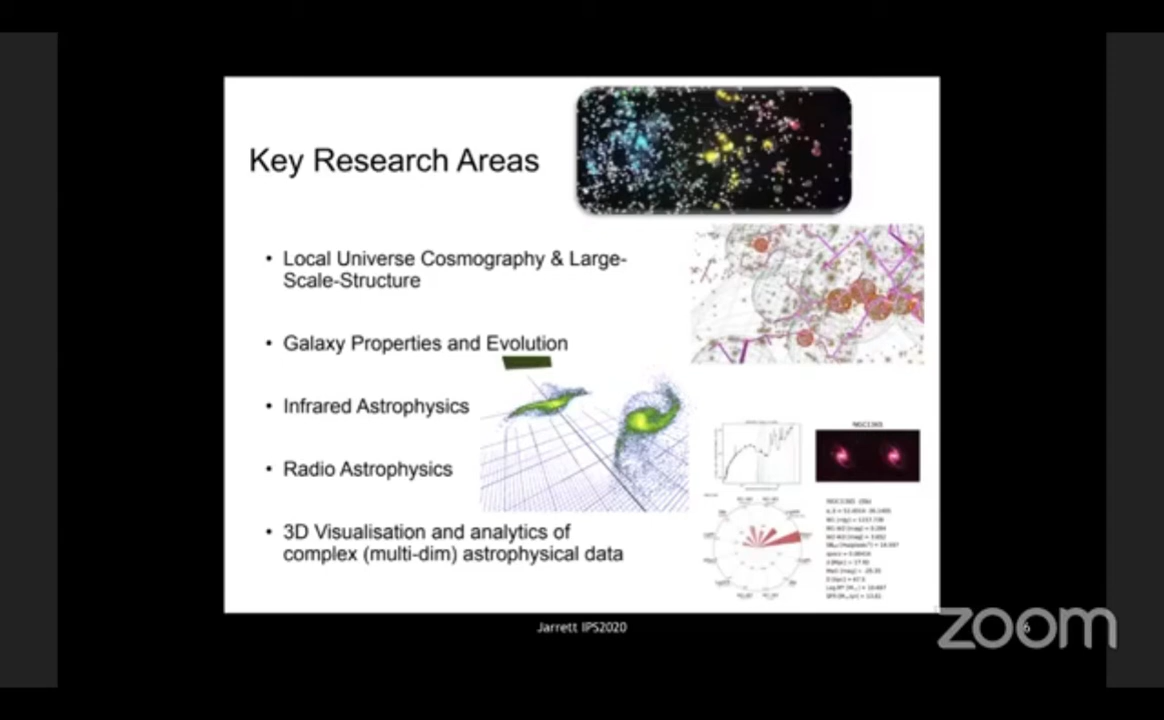 Key Research Areas
• Local Universe Cosmography & Large-
Scale-Structure
• Galaxy Properties and Evolution
• Infrared Astrophysics
• Radio Astrophysics
• 3D Visualisation and analytics of
complex (multi-dim) astrophysical data
NGC1365
Jarrett IPS2020
6
zoom